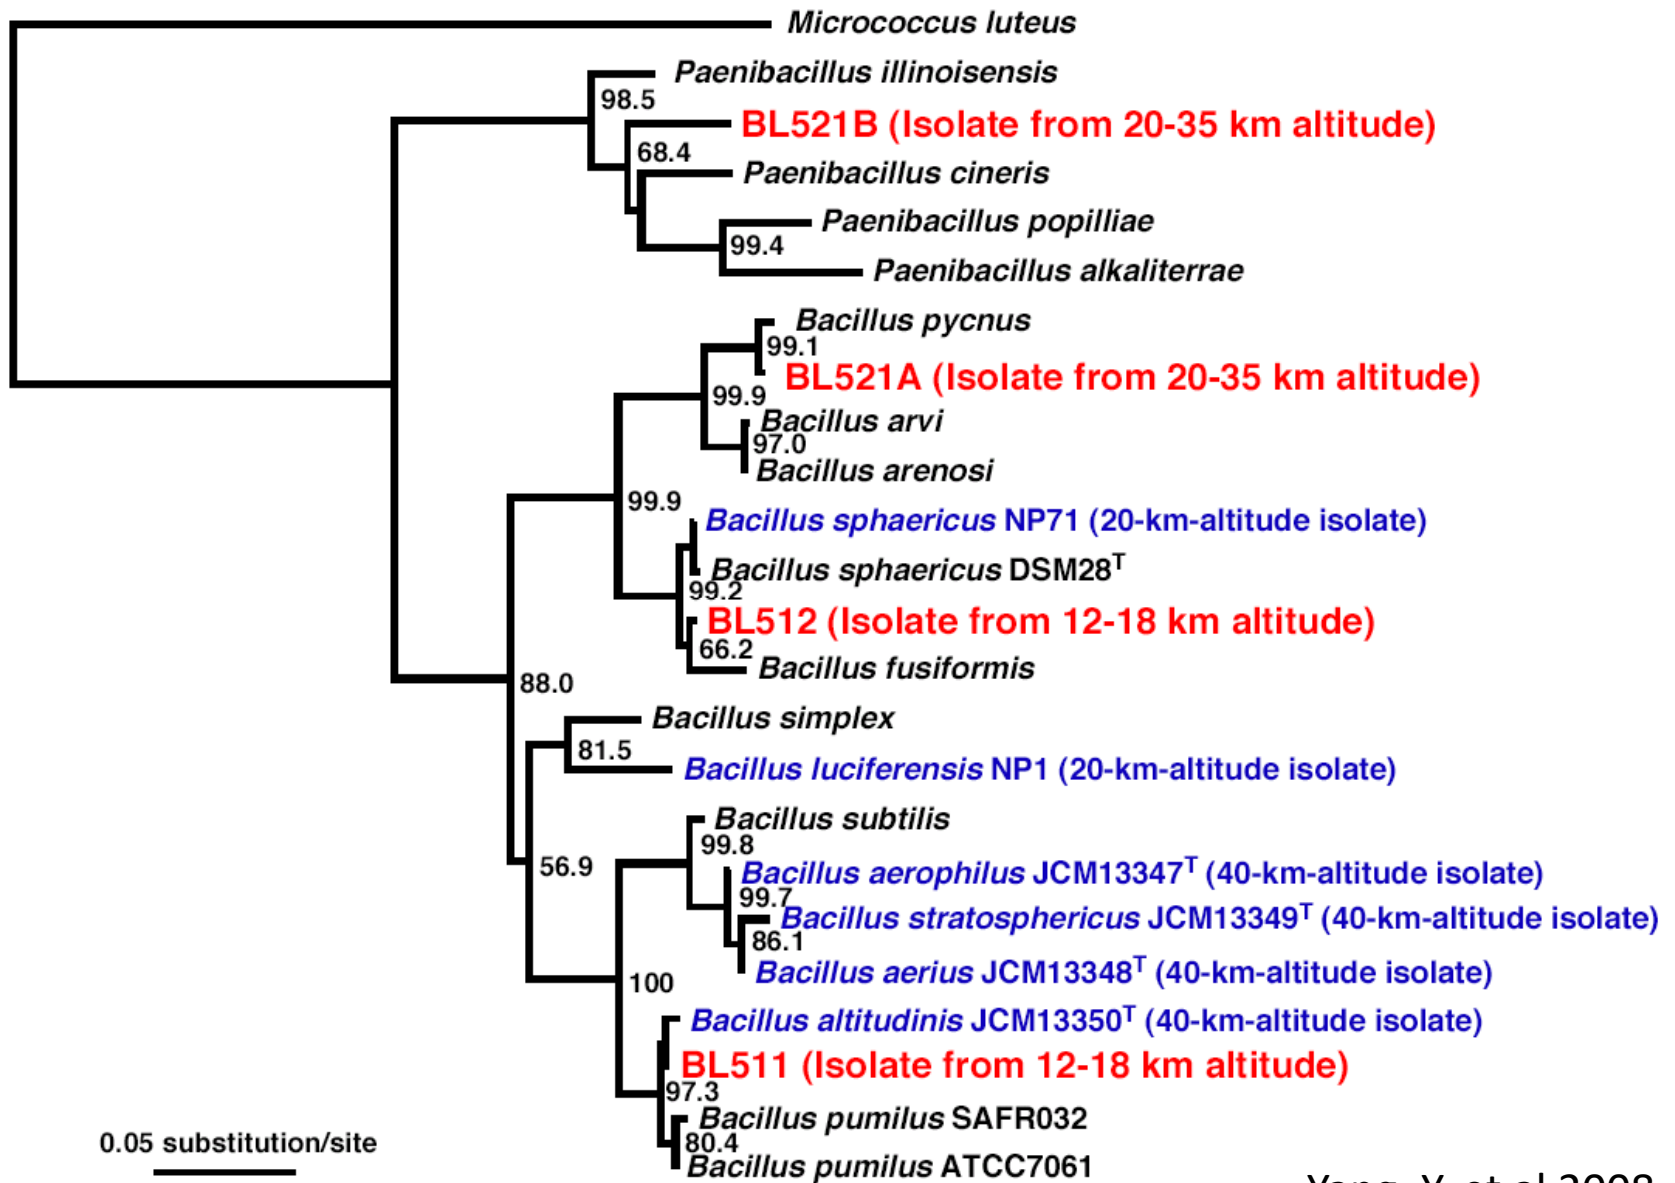 Micrococcus luteus
Paenibacillus illinoisensis
98.5
BL521B (Isolate from 20-35 km altitude)
68.4
Paenibacillus cineris
Paenibacillus popilliae
99.4
Paenibacillus alkaliterrae
Bacillus pycnus
99.1
BL521A (Isolate from 20-35 km altitude)
99.9
Bacillus arvi
97.0
Bacillus arenosi
99.9
Bacillus sphaericus NP71 (20-km-altitude isolate)
Bacillus sphaericus DSM28ᵀ
99.2
BL512 (Isolate from 12-18 km altitude)
66.2
Bacillus fusiformis
88.0
Bacillus simplex
81.5
Bacillus luciferensis NP1 (20-km-altitude isolate)
Bacillus subtilis
99.8
56.9
Bacillus aerophilus JCM13347ᵀ (40-km-altitude isolate)
99.7
Bacillus stratosphericus JCM13349ᵀ (40-km-altitude isolate)
86.1
Bacillus aerius JCM13348ᵀ (40-km-altitude isolate)
100
Bacillus altitudinis JCM13350ᵀ (40-km-altitude isolate)
BL511 (Isolate from 12-18 km altitude)
97.3
Bacillus pumilus SAFR032
80.4
Bacillus pumilus ATCC7061
0.05 substitution/site
Yang, Y. et al 2008